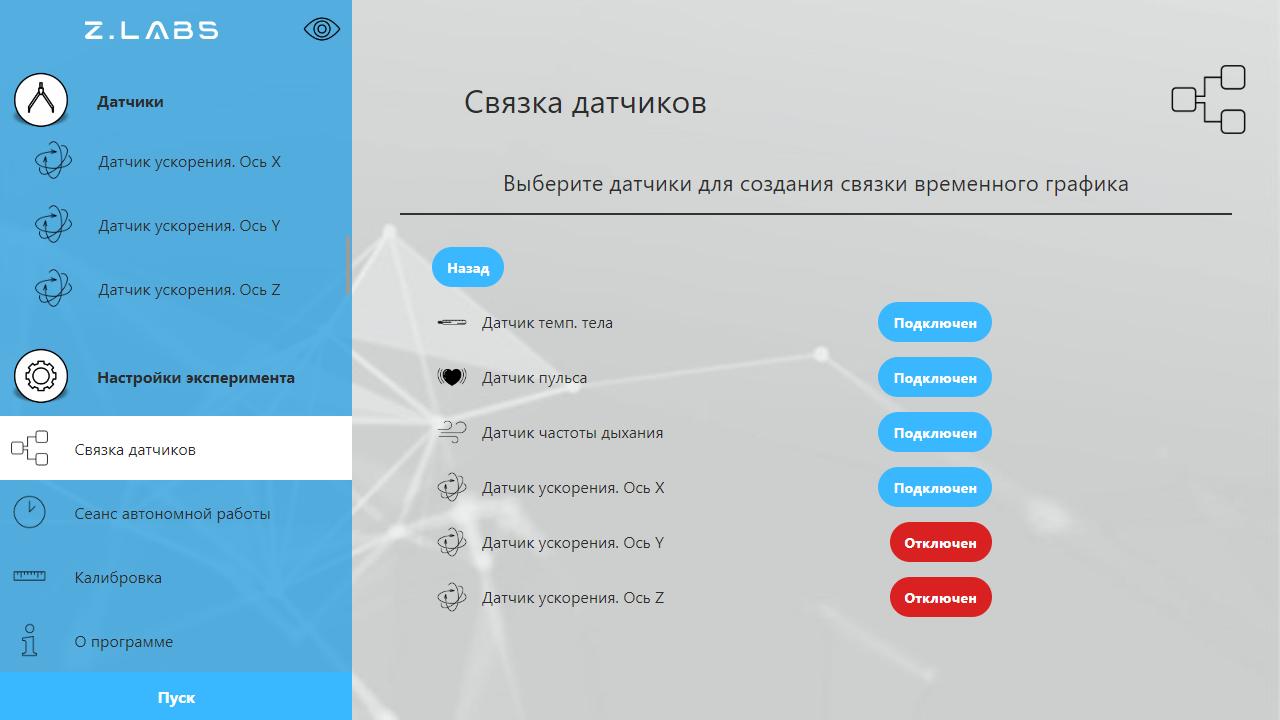 Z.LABS
Датчики
Датчик ускорения. Ось X
Датчик ускорения. Ось Y
Датчик ускорения. Ось Z
Настройки эксперимента
Связка датчиков
Сеанс автономной работы
Калибровка
О программе
Пуск
Связка датчиков
Выберите датчики для создания связки временного графика
Назад
Датчик темп. тела Подключен
Датчик пульса Подключен
Датчик частоты дыхания Подключен
Датчик ускорения. Ось X Подключен
Датчик ускорения. Ось Y Отключен
Датчик ускорения. Ось Z Отключен